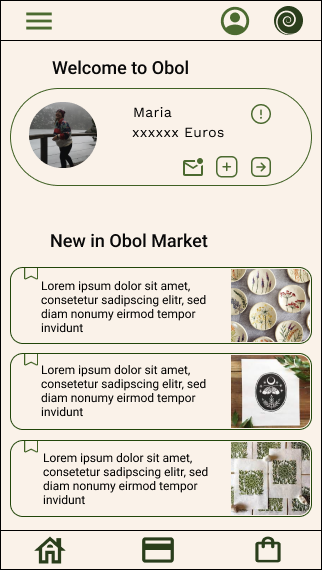 Welcome to Obol
Maria
xxxxxx Euros
New in Obol Market
Lorem ipsum dolor sit amet,
consetetur sadipscing elitr, sed
diam nonumy eirmod tempor
invidunt
Lorem ipsum dolor sit amet,
consetetur sadipscing elitr, sed
diam nonumy eirmod tempor
invidunt
Lorem ipsum dolor sit amet,
consetetur sadipscing elitr, sed
diam nonumy eirmod tempor
invidunt